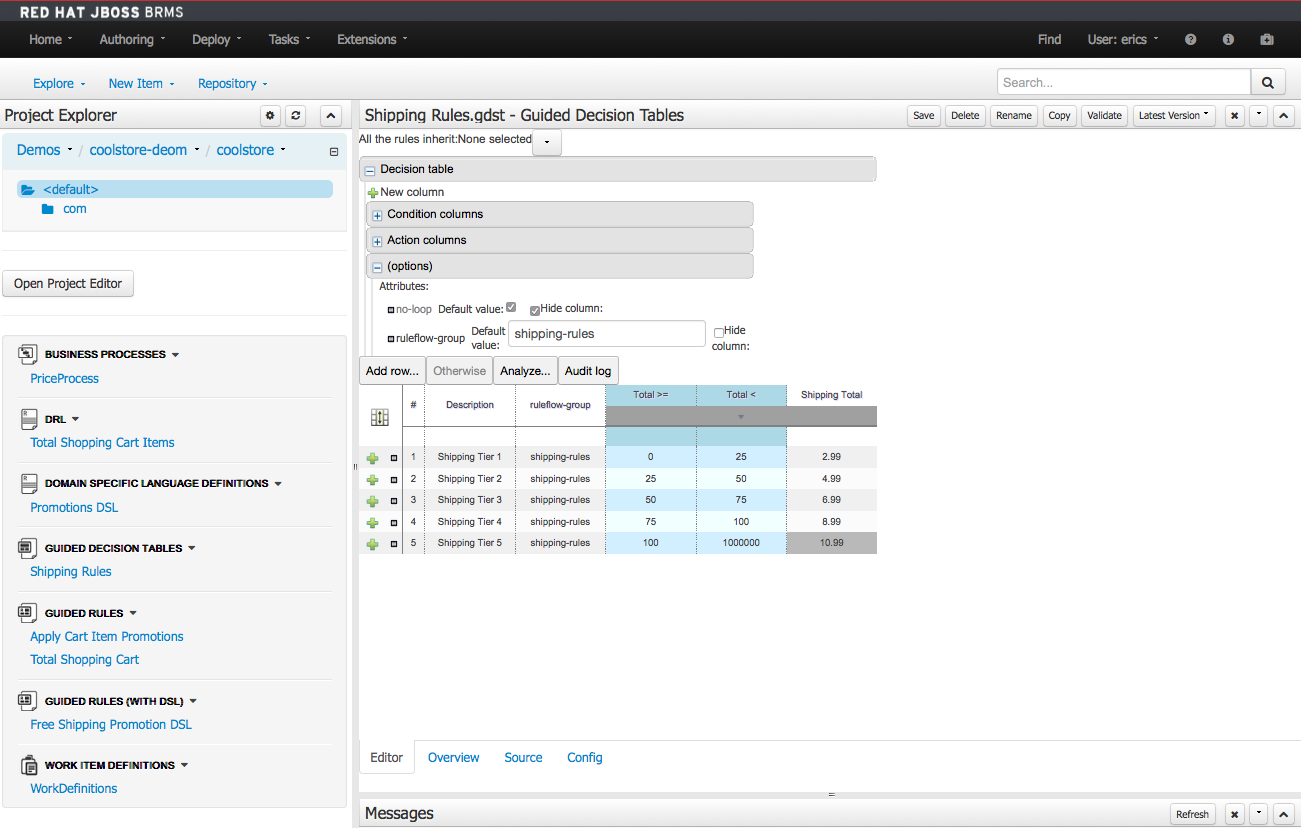 RED HAT JBOSS BRMS
Home Authoring Deploy Tasks Extensions Find User: erics
Explore New Item Repository Search...
Project Explorer
Demos / coolstore-deom / coolstore
<default>
com
Open Project Editor
BUSINESS PROCESSES
PriceProcess
DRL
Total Shopping Cart Items
DOMAIN SPECIFIC LANGUAGE DEFINITIONS
Promotions DSL
GUIDED DECISION TABLES
Shipping Rules
GUIDED RULES
Apply Cart Item Promotions
Total Shopping Cart
GUIDED RULES (WITH DSL)
Free Shipping Promotion DSL
WORK ITEM DEFINITIONS
WorkDefinitions
Shipping Rules.gdst - Guided Decision Tables Save Delete Rename Copy Validate Latest Version
All the rules inherit:None selected
Decision table
New column
Condition columns
Action columns
(options)
Attributes:
no-loop Default value: Hide column:
ruleflow-group Default value: shipping-rules Hide column:
Add row... Otherwise Analyze... Audit log
# Description ruleflow-group Total >= Total < Shipping Total
1 Shipping Tier 1 shipping-rules 0 25 2.99
2 Shipping Tier 2 shipping-rules 25 50 4.99
3 Shipping Tier 3 shipping-rules 50 75 6.99
4 Shipping Tier 4 shipping-rules 75 100 8.99
5 Shipping Tier 5 shipping-rules 100 1000000 10.99
Editor Overview Source Config
Messages Refresh